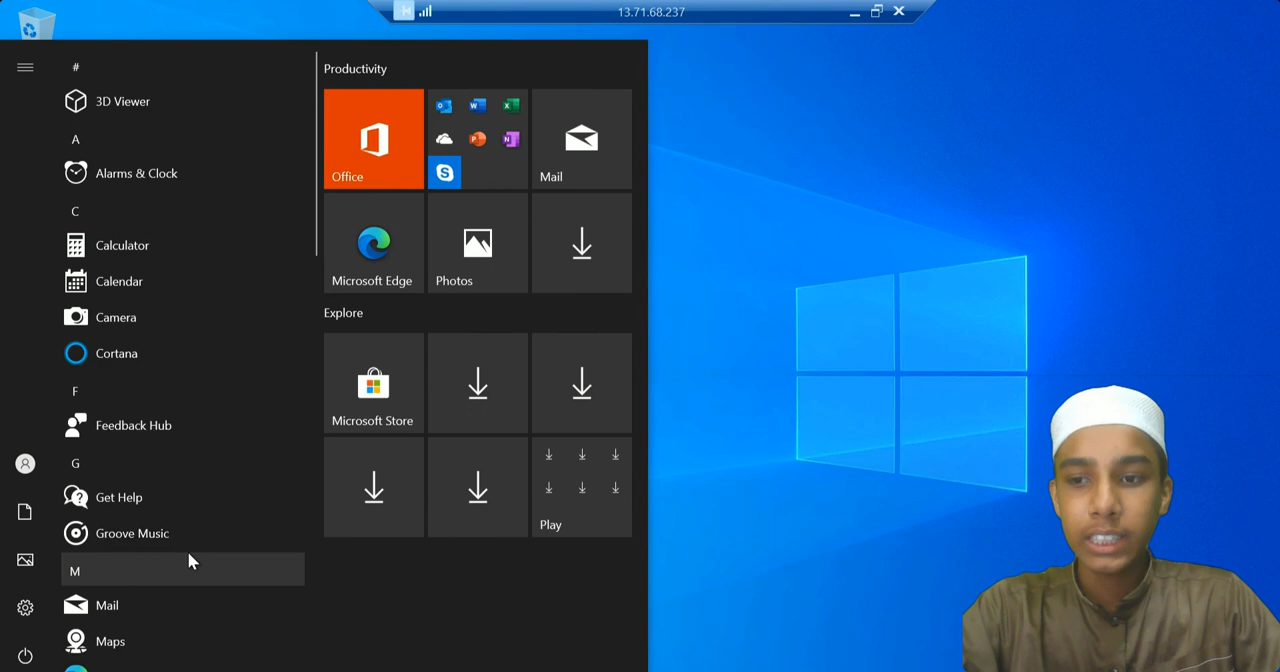 13.71.68.237
#
3D Viewer
A
Alarms & Clock
C
Calculator
Calendar
Camera
Cortana
F
Feedback Hub
G
Get Help
Groove Music
M
Mail
Maps
Productivity
Office
Mail
Microsoft Edge
Photos
Explore
Microsoft Store
Play